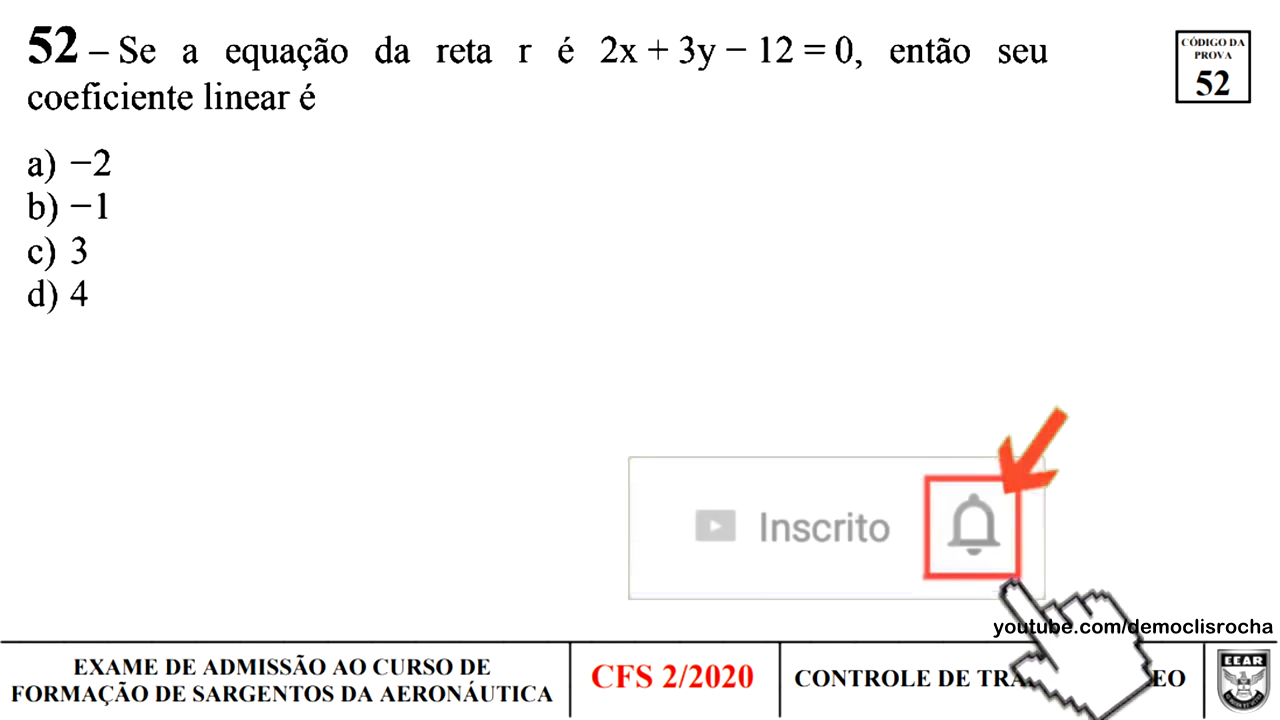 52 – Se a equação da reta r é 2x + 3y − 12 = 0, então seu
coeficiente linear é
a) −2
b) −1
c) 3
d) 4
CÓDIGO DA
PROVA
52
Inscrito
youtube.com/democlisrocha
EXAME DE ADMISSÃO AO CURSO DE
FORMAÇÃO DE SARGENTOS DA AERONÁUTICA
CFS 2/2020
CONTROLE DE
EEAR